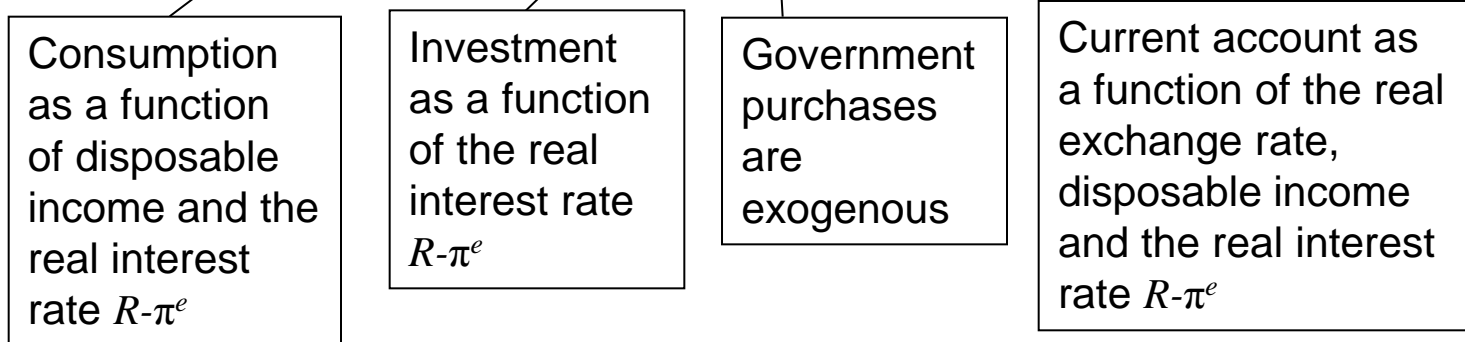 Consumption
as a function
of disposable
income and the
real interest
rate R-πᵉ
Investment
as a function
of the real
interest rate
R-πᵉ
Government
purchases
are
exogenous
Current account as
a function of the real
exchange rate,
disposable income
and the real interest
rate R-πᵉ